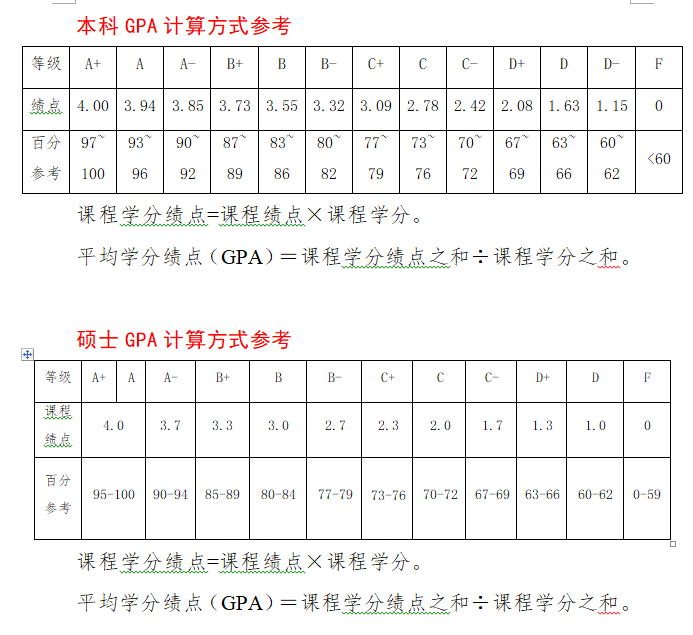 本科 GPA 计算方式参考
等级 A+ A A- B+ B B- C+ C C- D+ D D- F
绩点 4.00 3.94 3.85 3.73 3.55 3.32 3.09 2.78 2.42 2.08 1.63 1.15 0
百分 97~ 93~ 90~ 87~ 83~ 80~ 77~ 73~ 70~ 67~ 63~ 60~ <60
参考 100 96 92 89 86 82 79 76 72 69 66 62
课程学分绩点=课程绩点×课程学分。
平均学分绩点（GPA）＝课程学分绩点之和÷课程学分之和。
硕士 GPA 计算方式参考
等级 A+ A A- B+ B B- C+ C C- D+ D F
课程
绩点 4.0 3.7 3.3 3.0 2.7 2.3 2.0 1.7 1.3 1.0 0
百分
参考 95-100 90-94 85-89 80-84 77-79 73-76 70-72 67-69 63-66 60-62 0-59
课程学分绩点=课程绩点×课程学分。
平均学分绩点（GPA）＝课程学分绩点之和÷课程学分之和。